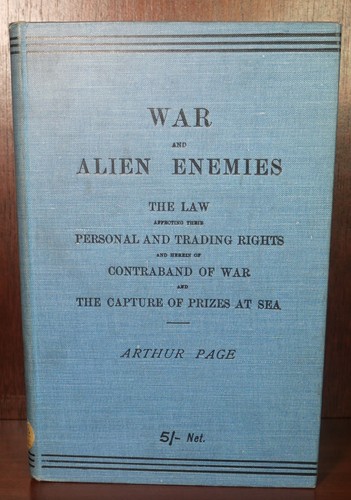 WAR
AND
ALIEN ENEMIES
THE LAW
AFFECTING THEIR
PERSONAL AND TRADING RIGHTS
AND HEREIN OF
CONTRABAND OF WAR
AND
THE CAPTURE OF PRIZES AT SEA
ARTHUR PAGE
5/- Net.